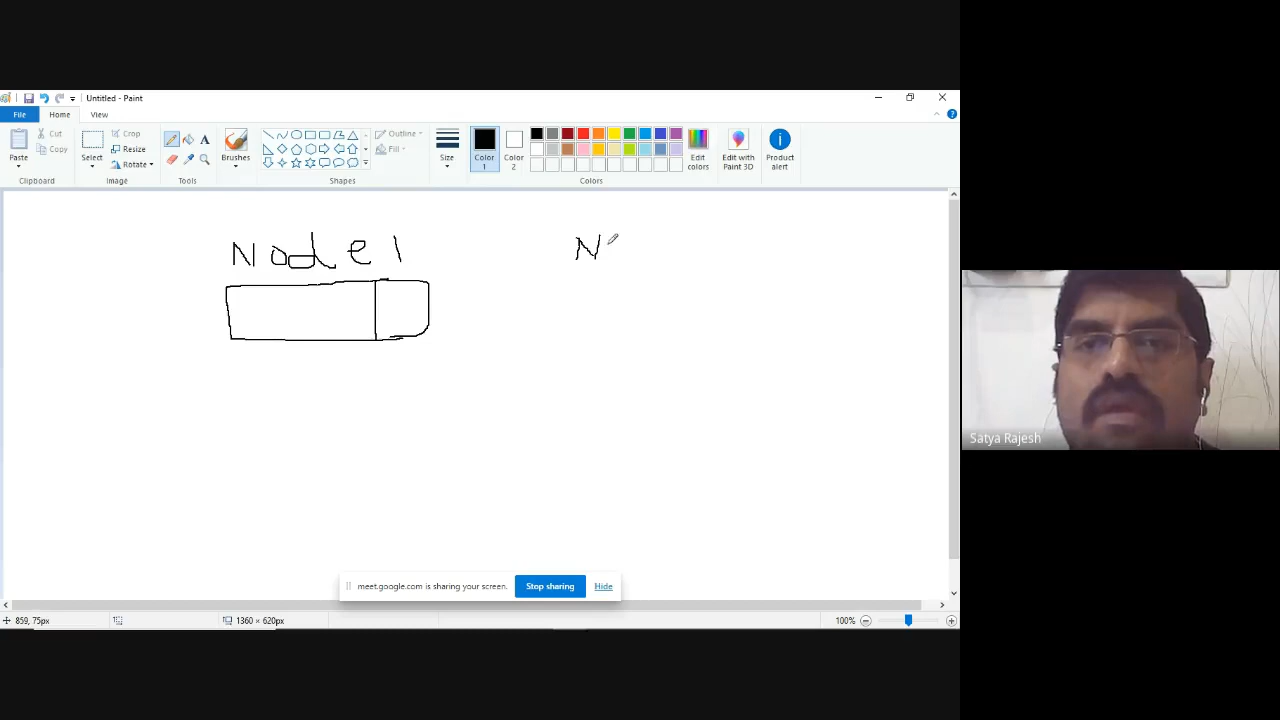 Untitled - Paint
File Home View
Paste Cut Copy
Clipboard
Select Crop Resize Rotate
Image
Tools
Brushes
Shapes
Outline
Fill
Size
Color 1
Color 2
Edit colors
Colors
Edit with Paint 3D
Product alert
Node 1 N
Satya Rajesh
meet.google.com is sharing your screen. Stop sharing Hide
859, 75px 1360 × 620px 100%